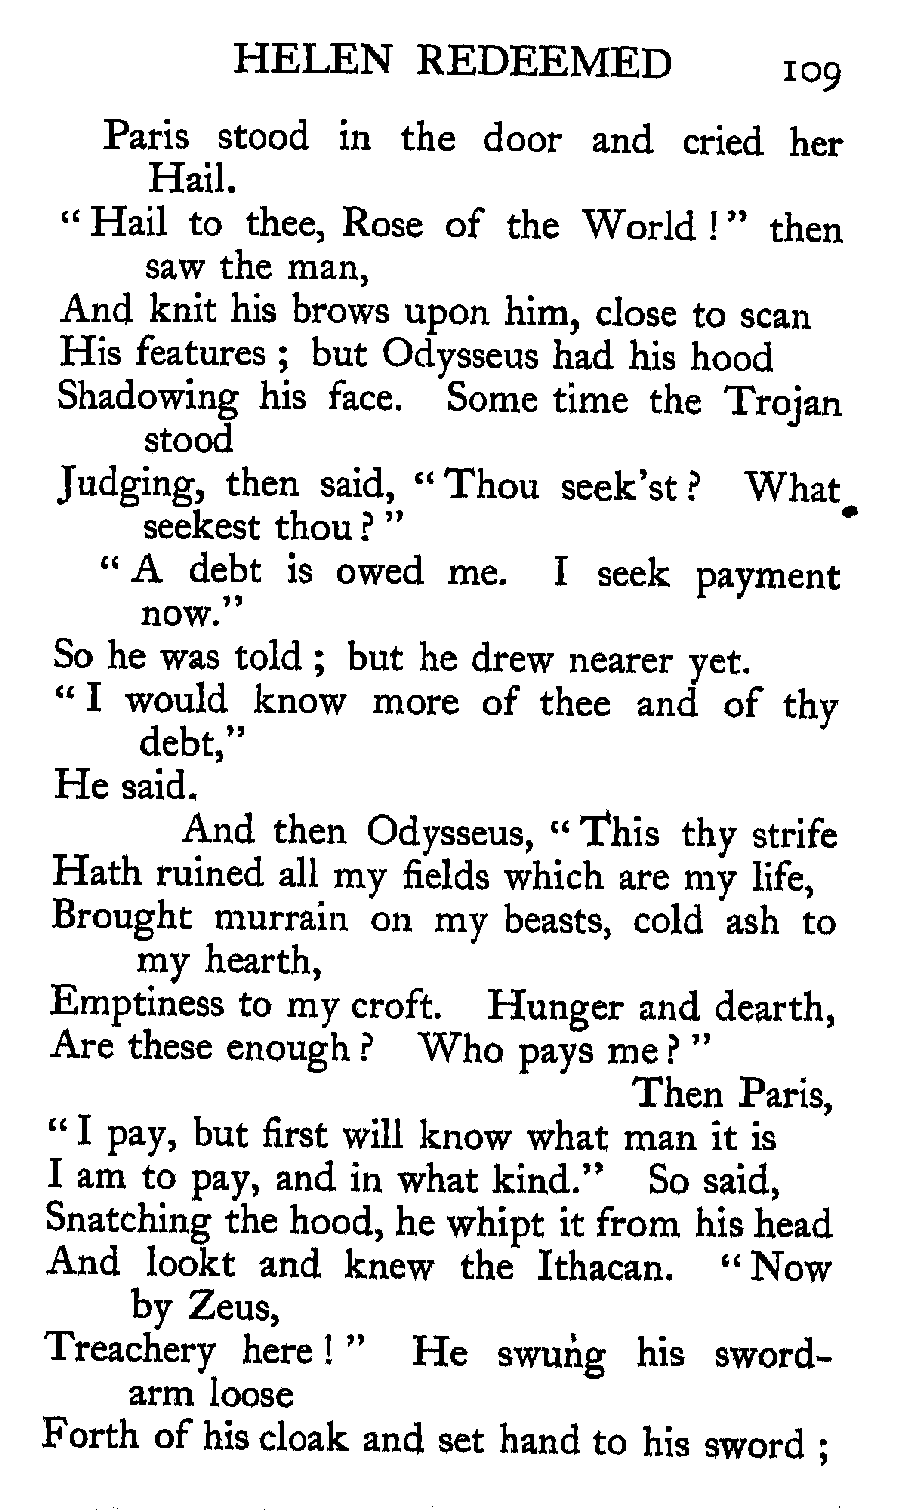 HELEN REDEEMED 109
Paris stood in the door and cried her
Hail.
“ Hail to thee, Rose of the World ! ” then
saw the man,
And knit his brows upon him, close to scan
His features ; but Odysseus had his hood
Shadowing his face. Some time the Trojan
stood
Judging, then said, “ Thou seek’st ? What
seekest thou ? ”
“ A debt is owed me. I seek payment
now.”
So he was told ; but he drew nearer yet.
“ I would know more of thee and of thy
debt,”
He said.
And then Odysseus, “ This thy strife
Hath ruined all my fields which are my life,
Brought murrain on my beasts, cold ash to
my hearth,
Emptiness to my croft. Hunger and dearth,
Are these enough ? Who pays me ? ”
Then Paris,
“ I pay, but first will know what man it is
I am to pay, and in what kind.” So said,
Snatching the hood, he whipt it from his head
And lookt and knew the Ithacan. “ Now
by Zeus,
Treachery here ! ” He swung his sword-
arm loose
Forth of his cloak and set hand to his sword ;